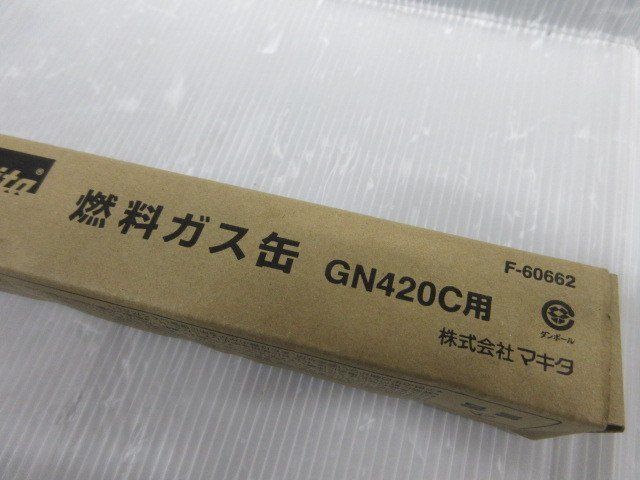 燃料ガス缶 GN420C用
F-60662
ダンボール
株式会社マキタ